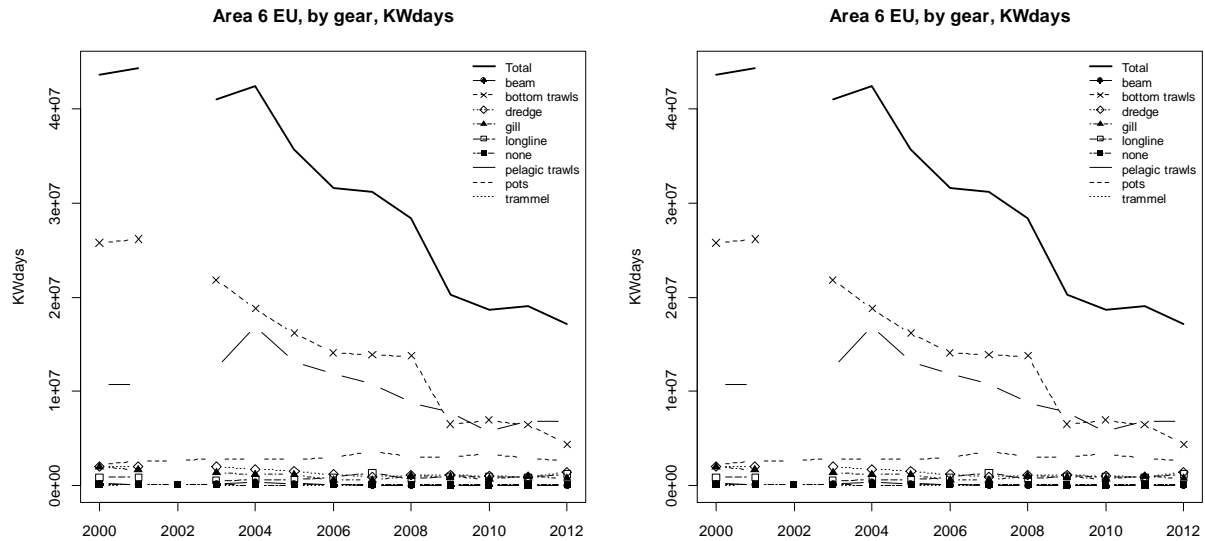 Area 6 EU, by gear, KWdays
KWdays
4e+07
3e+07
2e+07
1e+07
0e+00
Total
beam
bottom trawls
dredge
gill
longline
none
pelagic trawls
pots
trammel
2000 2002 2004 2006 2008 2010 2012
Area 6 EU, by gear, KWdays
KWdays
4e+07
3e+07
2e+07
1e+07
0e+00
Total
beam
bottom trawls
dredge
gill
longline
none
pelagic trawls
pots
trammel
2000 2002 2004 2006 2008 2010 2012